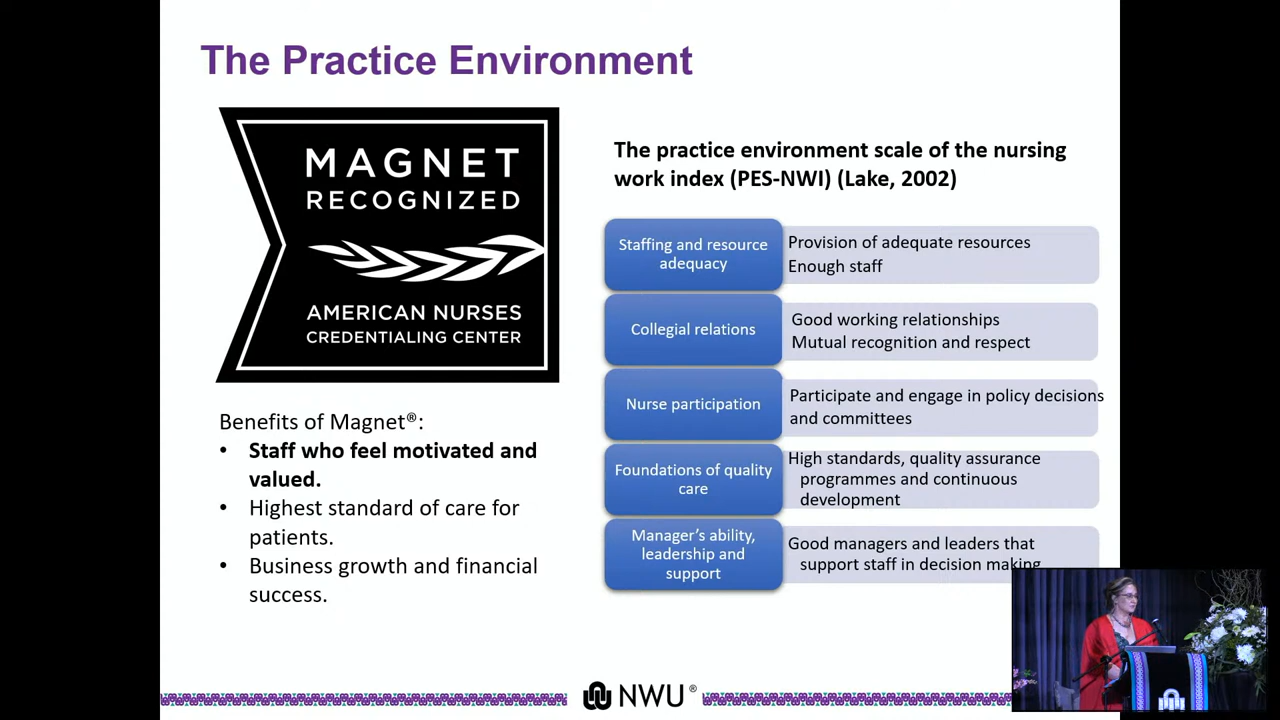 The Practice Environment
MAGNET
RECOGNIZED
AMERICAN NURSES
CREDENTIALING CENTER
Benefits of Magnet®:
• Staff who feel motivated and
valued.
• Highest standard of care for
patients.
• Business growth and financial
success.
The practice environment scale of the nursing
work index (PES-NWI) (Lake, 2002)
Staffing and resource
adequacy
Provision of adequate resources
Enough staff
Collegial relations
Good working relationships
Mutual recognition and respect
Nurse participation
Participate and engage in policy decisions
and committees
Foundations of quality
care
High standards, quality assurance
programmes and continuous
development
Manager's ability,
leadership and
support
Good managers and leaders that
support staff in decision making
NWU®